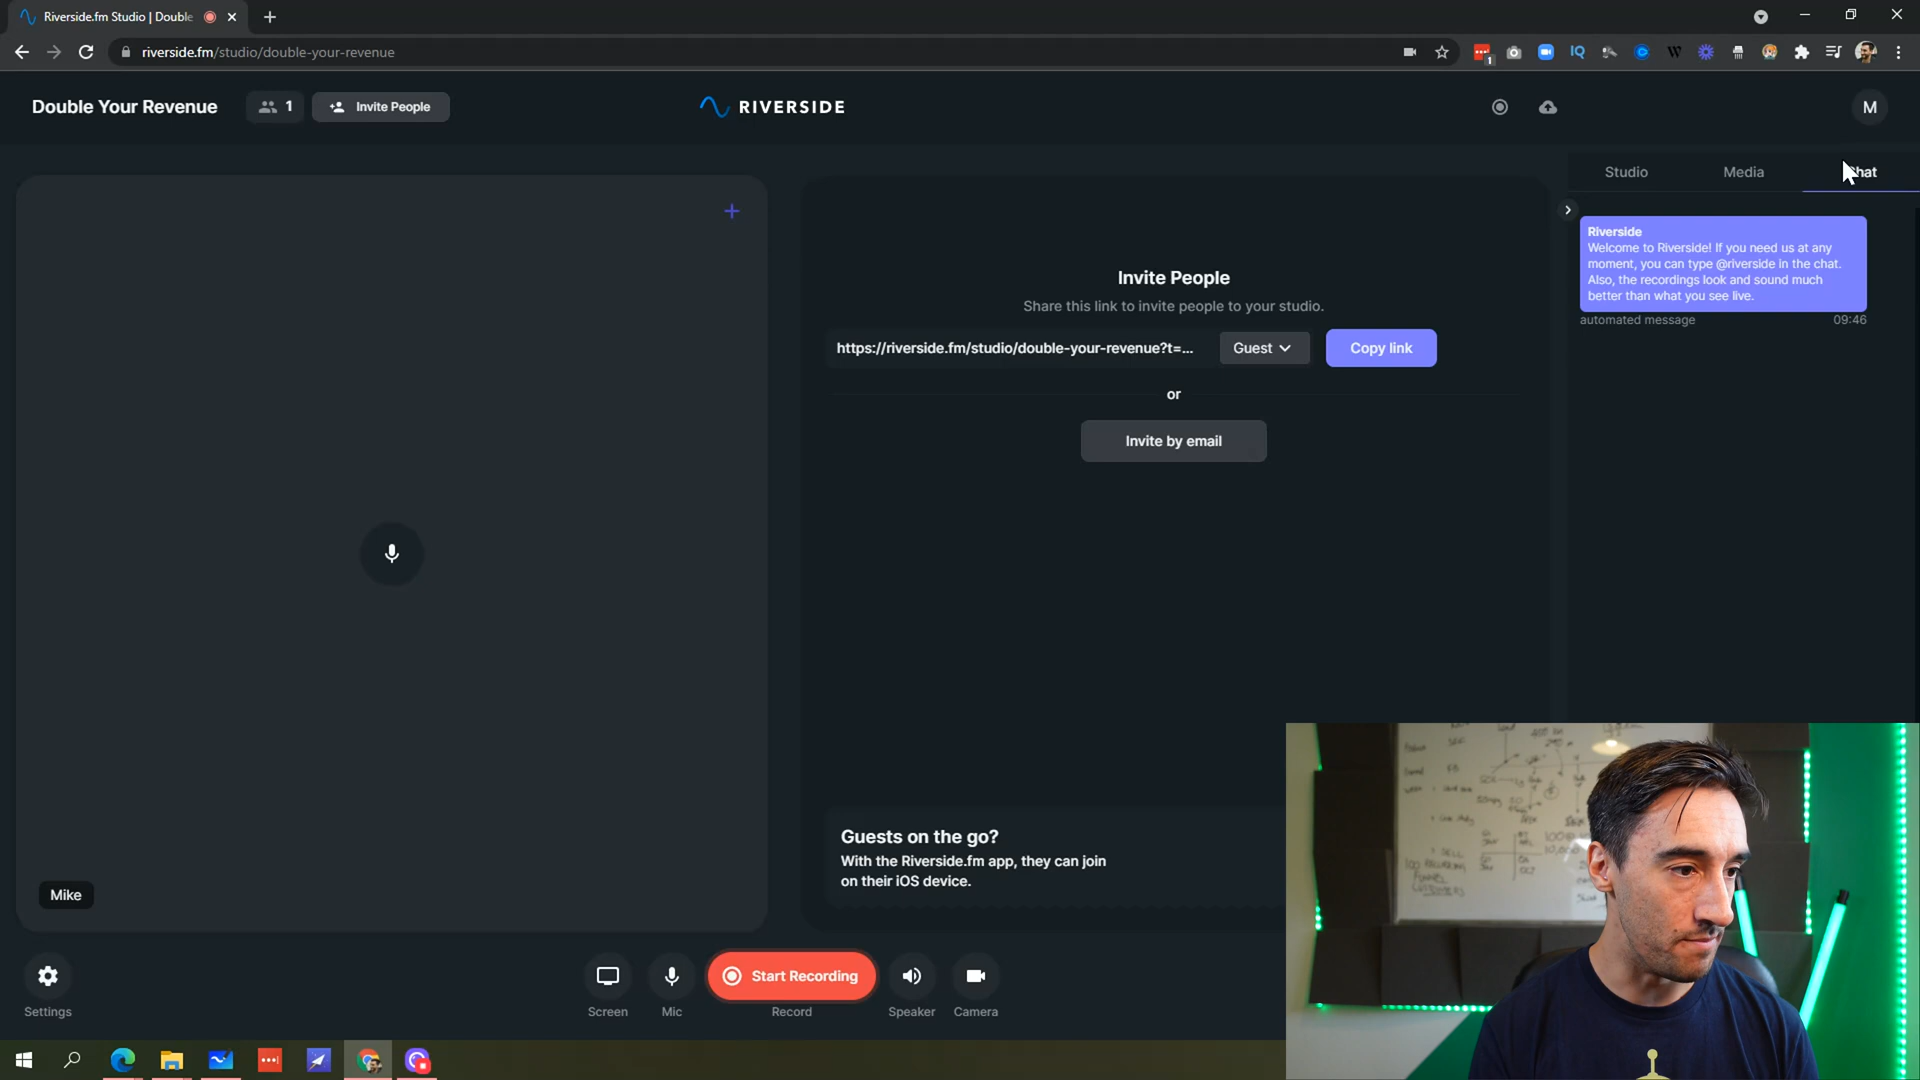 Riverside.fm Studio | Double
riverside.fm/studio/double-your-revenue
Double Your Revenue
1
Invite People
RIVERSIDE
M
Studio
Media
hat
Riverside
Welcome to Riverside! If you need us at any
moment, you can type @riverside in the chat.
Also, the recordings look and sound much
better than what you see live.
automated message
09:46
Invite People
Share this link to invite people to your studio.
https://riverside.fm/studio/double-your-revenue?t=...
Guest
Copy link
or
Invite by email
Guests on the go?
With the Riverside.fm app, they can join
on their iOS device.
Mike
Settings
Screen
Mic
Start Recording
Record
Speaker
Camera